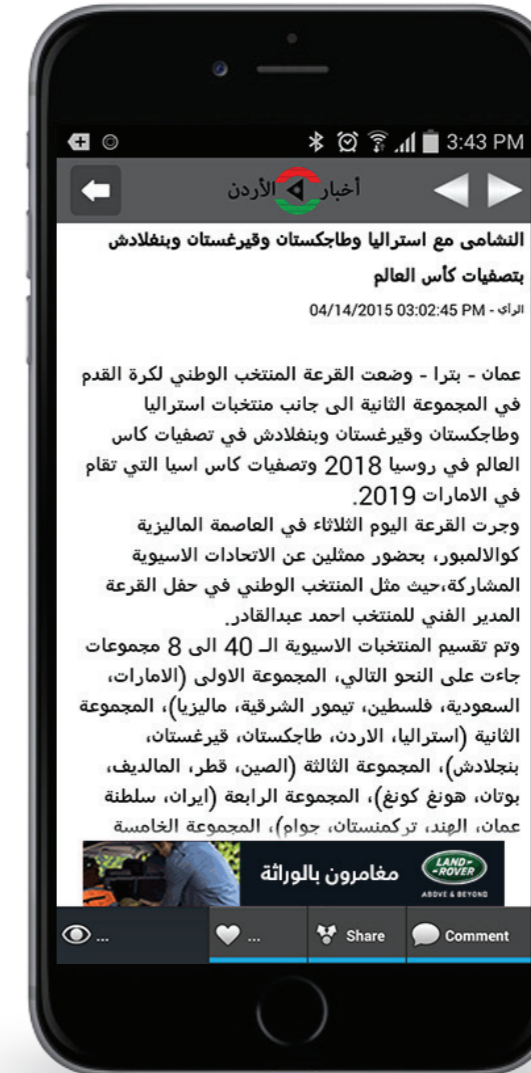 3:43 PM
أخبار الأردن
النشامى مع استراليا وطاجكستان وقيرغستان وبنغلادش
بتصفيات كأس العالم
الرأي - 04/14/2015 03:02:45 PM
عمان - بترا - وضعت القرعة المنتخب الوطني لكرة القدم
في المجموعة الثانية الى جانب منتخبات استراليا
وطاجكستان وقيرغستان وبنغلادش في تصفيات كاس
العالم في روسيا 2018 وتصفيات كاس اسيا التي تقام
في الامارات 2019.
وجرت القرعة اليوم الثلاثاء في العاصمة الماليزية
كوالالمبور، بحضور ممثلين عن الاتحادات الاسيوية
المشاركة،حيث مثل المنتخب الوطني في حفل القرعة
المدير الفني للمنتخب احمد عبدالقادر.
وتم تقسيم المنتخبات الاسيوية الـ 40 الى 8 مجموعات
جاءت على النحو التالي، المجموعة الاولى (الامارات،
السعودية، فلسطين، تيمور الشرقية، ماليزيا)، المجموعة
الثانية (استراليا، الاردن، طاجكستان، قيرغستان،
بنجلادش)، المجموعة الثالثة (الصين، قطر، المالديف،
بوتان، هونغ كونغ)، المجموعة الرابعة (ايران، سلطنة
عمان، الهند، تركمنستان، جوام)، المجموعة الخامسة
مغامرون بالوراثة
LAND-
-ROVER
ABOVE & BEYOND
... ... Share Comment